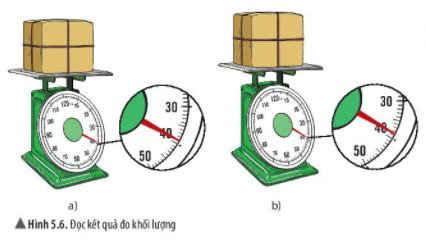 30
40
50
30
40
50
a)
b)
▲ Hình 5.6. Đọc kết quả đo khối lượng